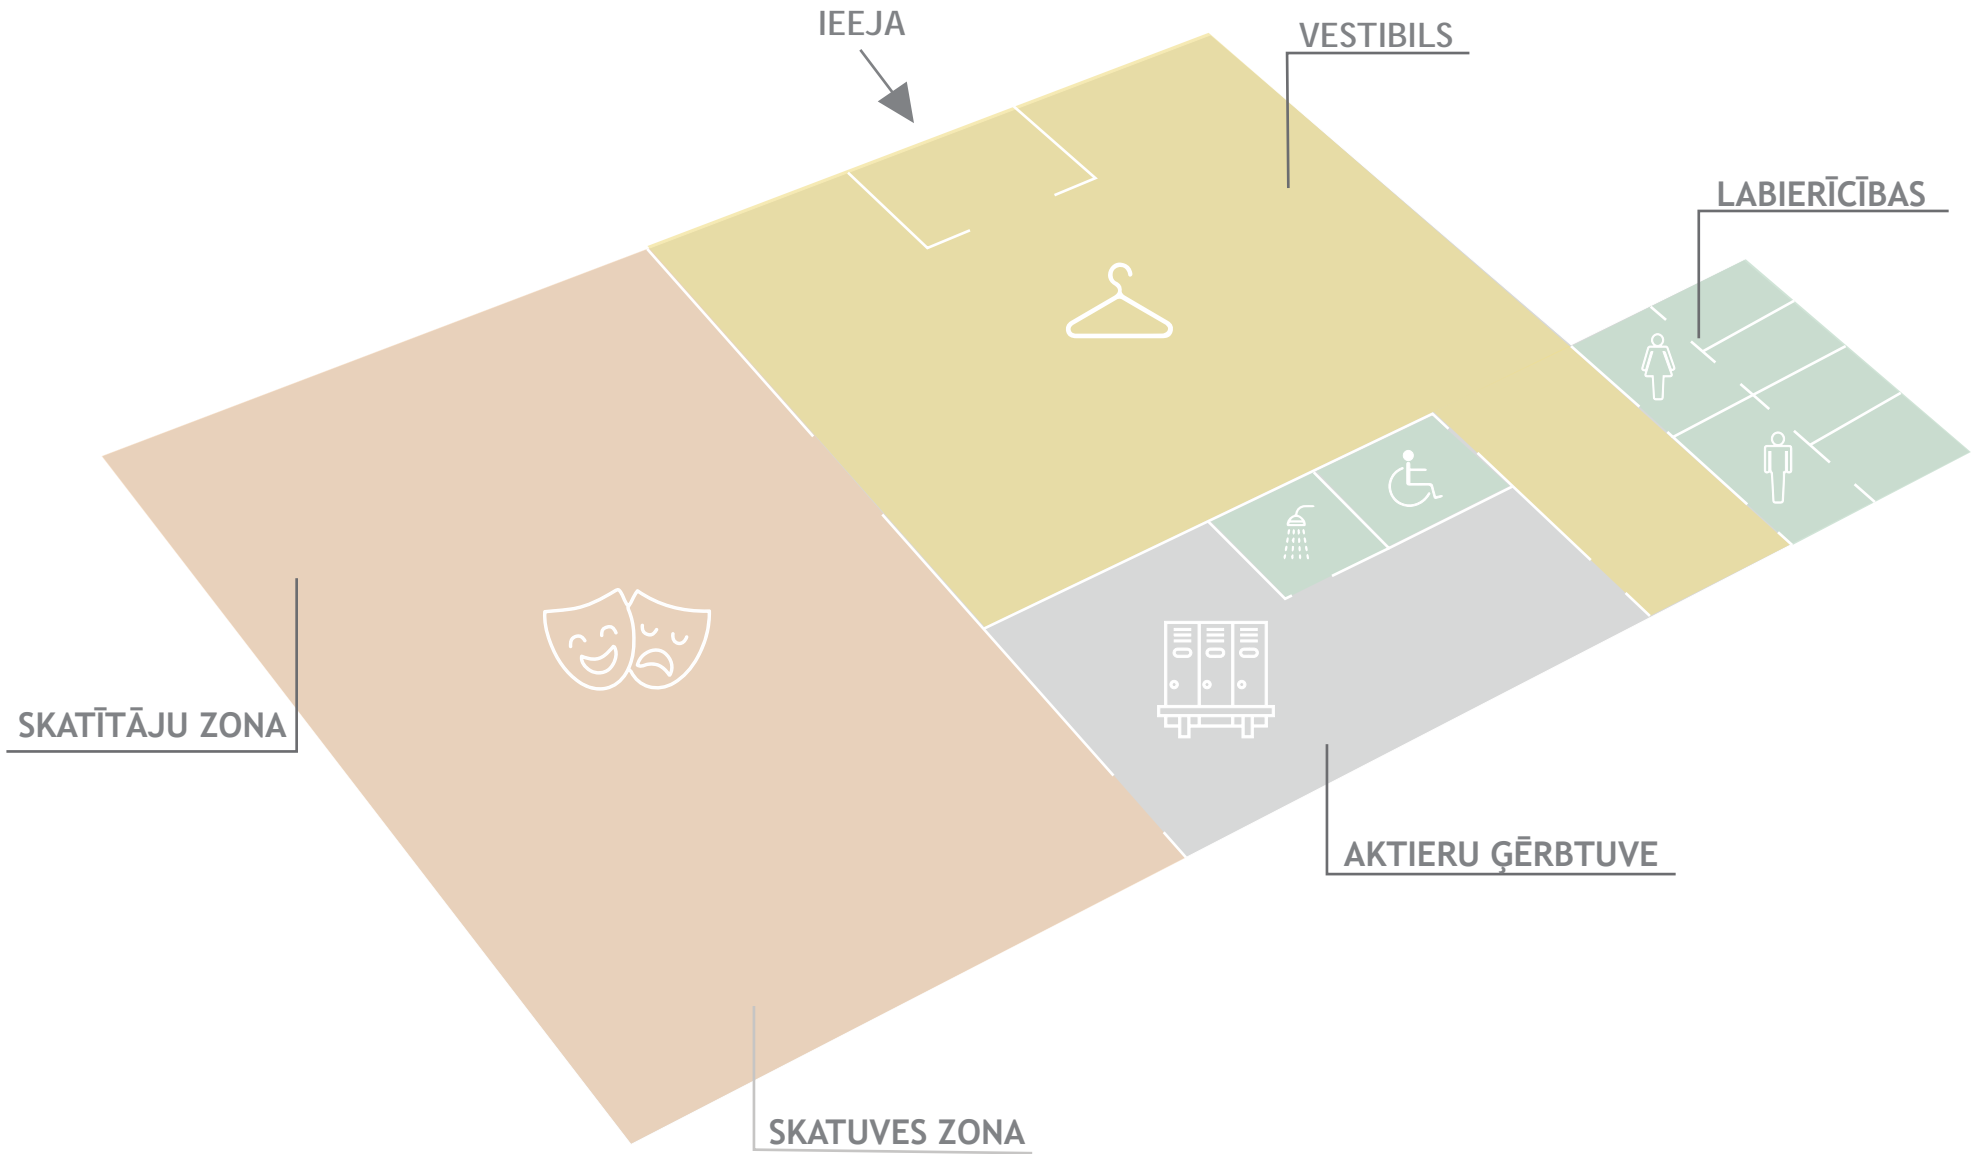 IEEJA
VESTIBILS
LABIERĪCĪBAS
SKATĪTĀJU ZONA
AKTIERU ĢĒRBTUVE
SKATUVES ZONA